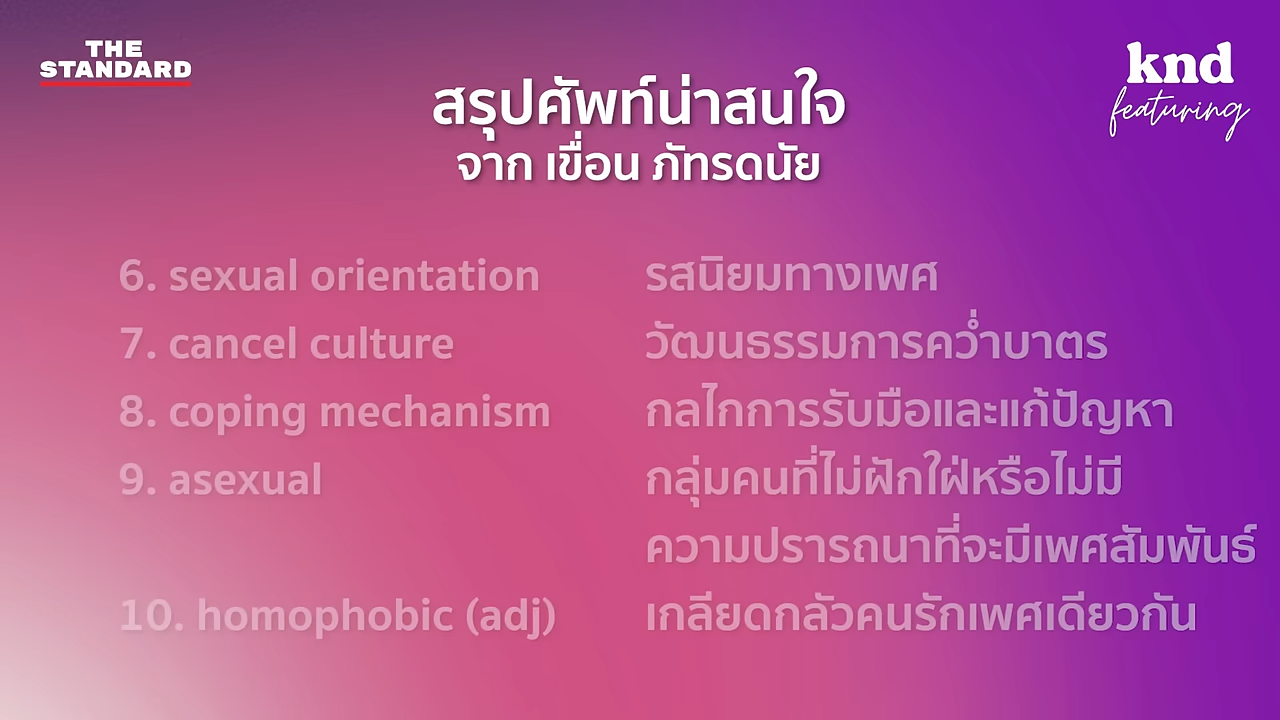 THE
STANDARD
knd
featuring
สรุปศัพท์น่าสนใจ
จาก เขื่อน ภัทรดนัย
6. sexual orientation รสนิยมทางเพศ
7. cancel culture วัฒนธรรมการคว่ำบาตร
8. coping mechanism กลไกการรับมือและแก้ปัญหา
9. asexual กลุ่มคนที่ไม่ฝักใฝ่หรือไม่มี
ความปรารถนาที่จะมีเพศสัมพันธ์
10. homophobic (adj) เกลียดกลัวคนรักเพศเดียวกัน